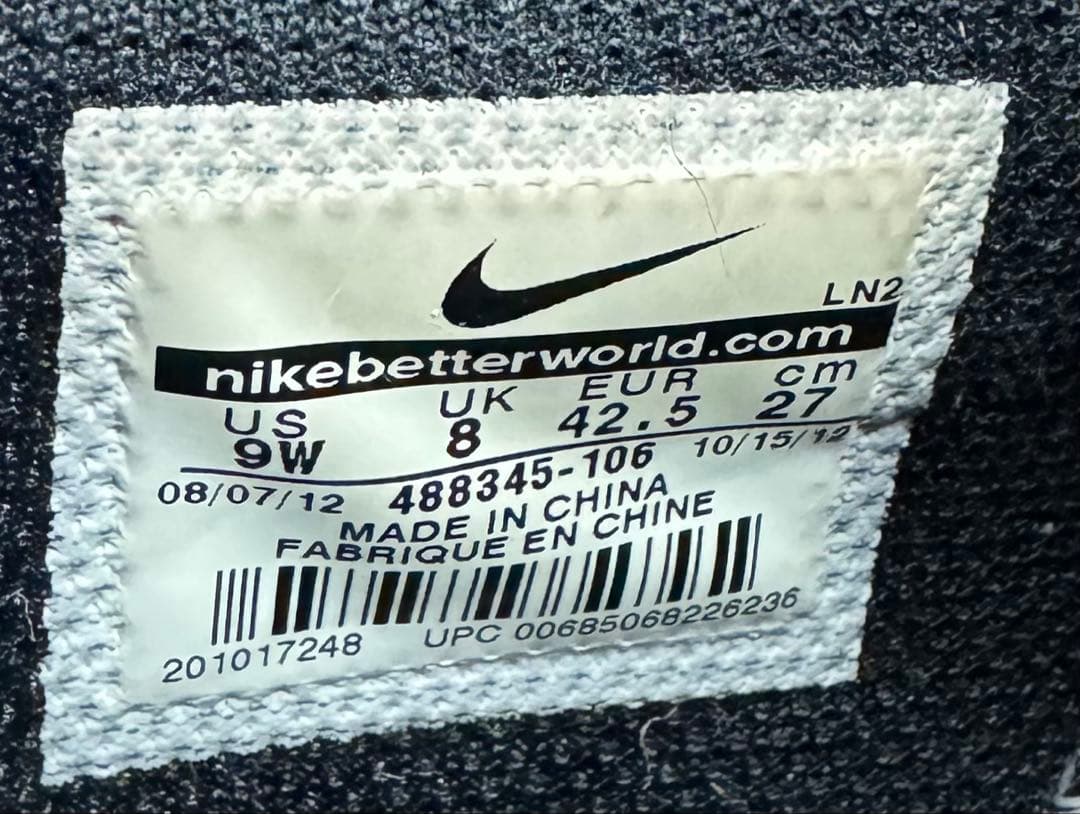 LN2
nikebetterworld.com
US UK EUR cm
9W 8 42.5 27
08/07/12 488345-106 10/15/12
MADE IN CHINA
FABRIQUE EN CHINE
201017248 UPC 00685068226236